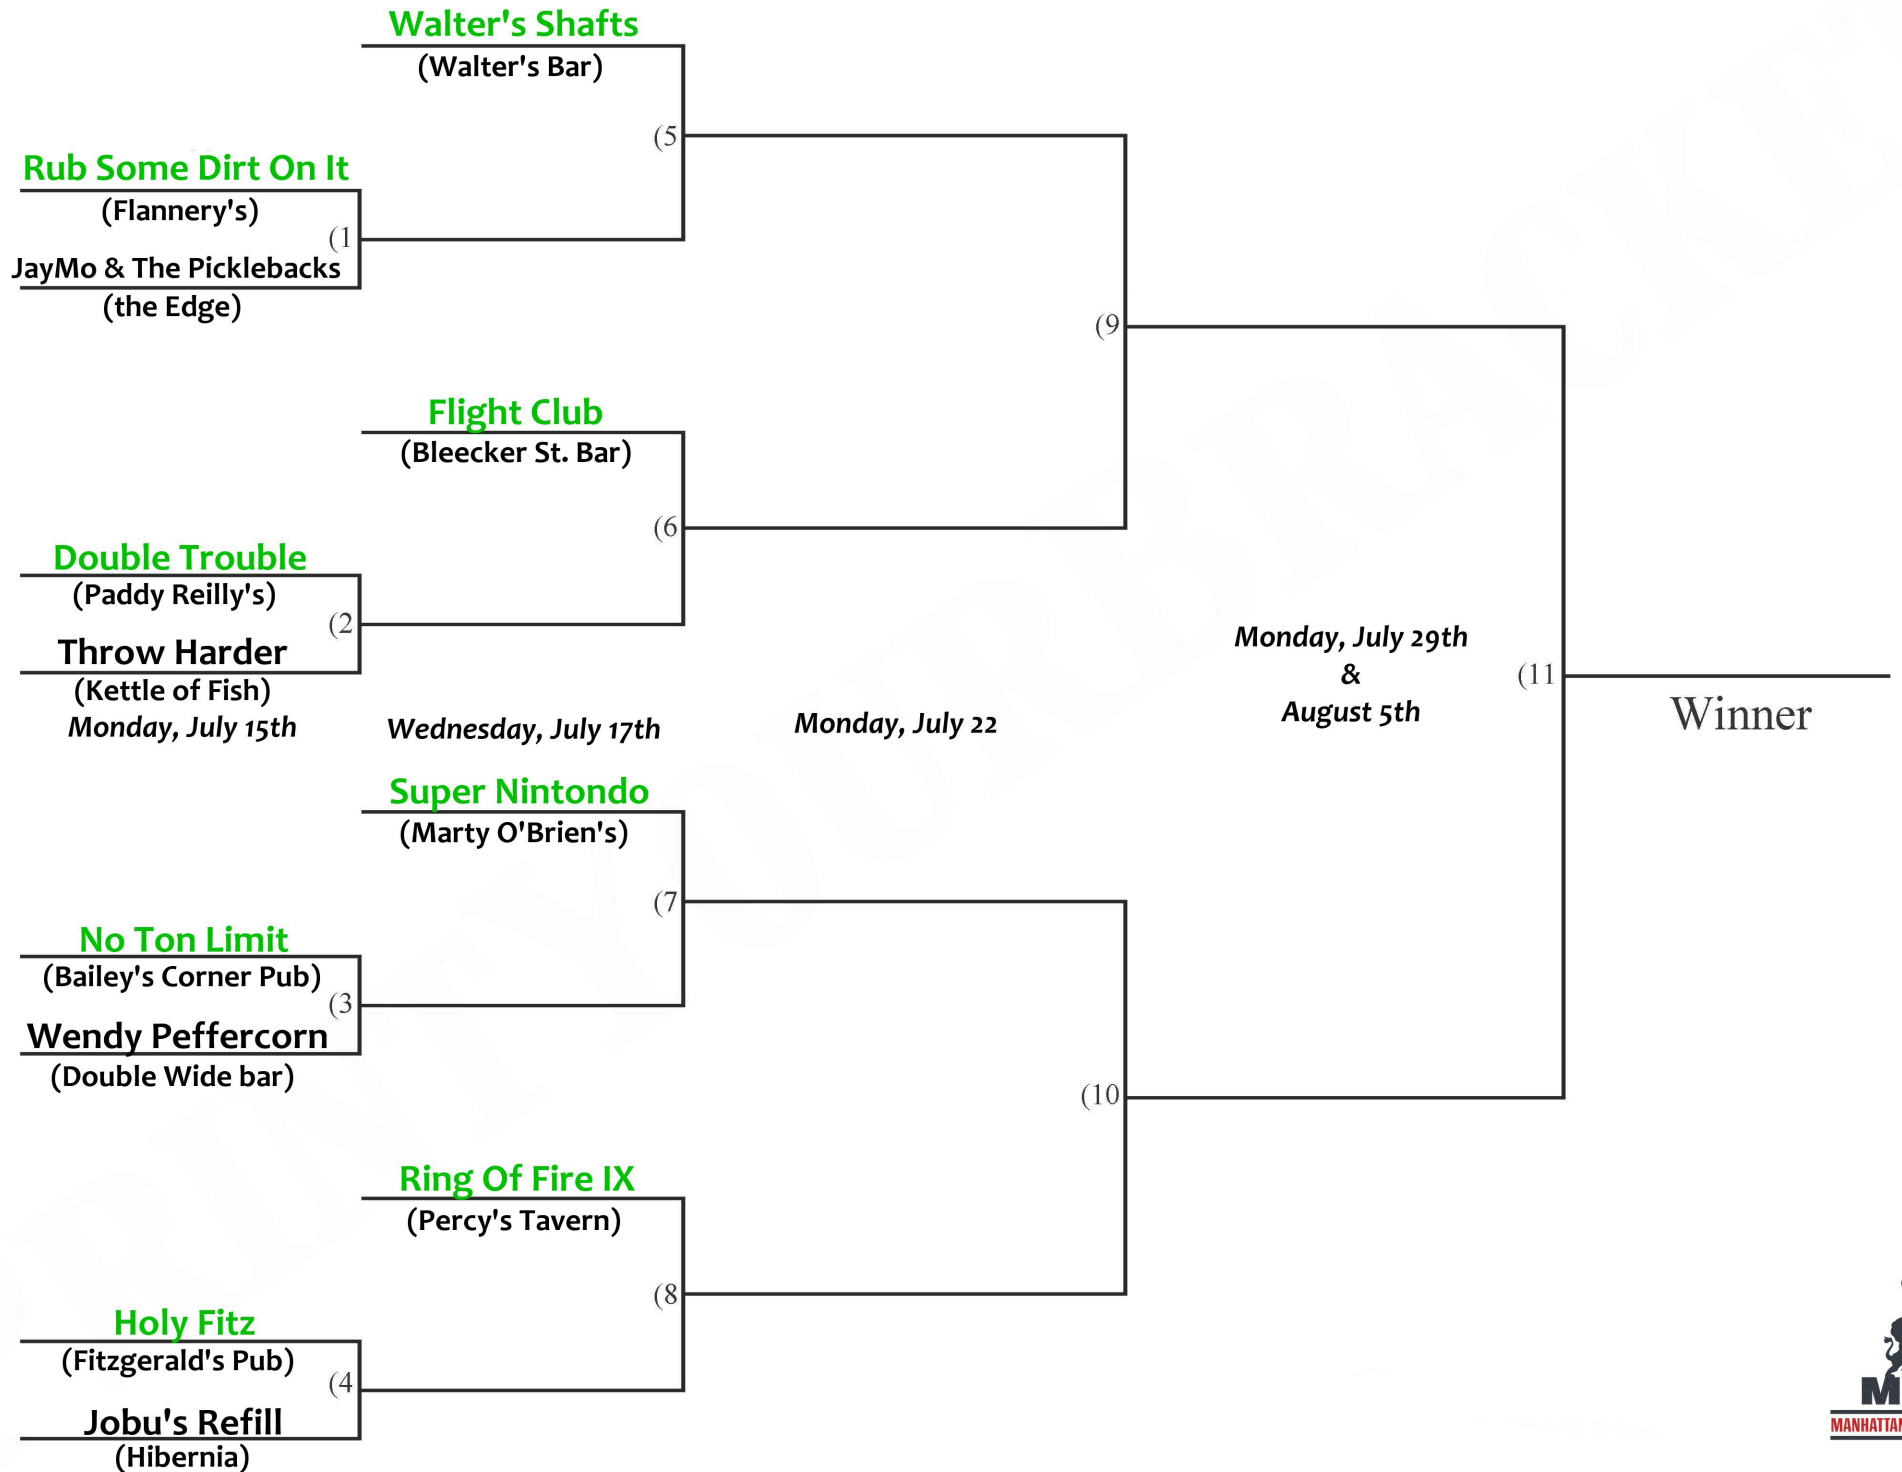 Walter's Shafts
(Walter's Bar)
(5
Rub Some Dirt On It
(Flannery's)
(1
JayMo & The Picklebacks
(the Edge)
(9
Flight Club
(Bleecker St. Bar)
(6
Double Trouble
(Paddy Reilly's)
(2
Throw Harder
(Kettle of Fish)
Monday, July 15th
Wednesday, July 17th
Monday, July 22
Monday, July 29th
&
August 5th
(11
Winner
Super Nintondo
(Marty O'Brien's)
(7
No Ton Limit
(Bailey's Corner Pub)
(3
Wendy Peffercorn
(Double Wide bar)
(10
Ring Of Fire IX
(Percy's Tavern)
(8
Holy Fitz
(Fitzgerald's Pub)
(4
Jobu's Refill
(Hibernia)
PRINTYOURBRACKET
M
MANHATTAN